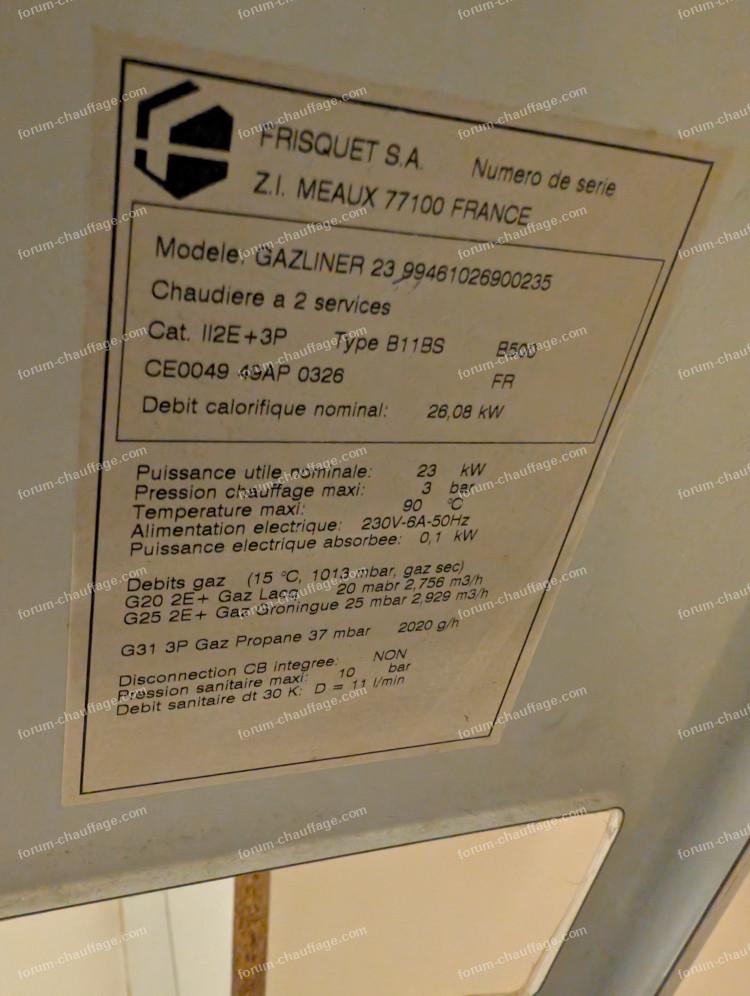 FRISQUET S.A. Numero de serie
Z.I. MEAUX 77100 FRANCE
Modele: GAZLINER 23 99461026900235
Chaudiere a 2 services
Cat. II2E+3P Type B11BS B500
CE0049 49AP 0326 FR
Debit calorifique nominal: 26,08 kW
Puissance utile nominale: 23 kW
Pression chauffage maxi: 3 bar
Temperature maxi: 90 °C
Alimentation electrique: 230V-6A-50Hz
Puissance electrique absorbee: 0,1 kW
Debits gaz (15 °C, 1013 mbar, gaz sec)
G20 2E+ Gaz Lacq 20 mabr 2,756 m3/h
G25 2E+ Gaz Groningue 25 mbar 2,929 m3/h
G31 3P Gaz Propane 37 mbar 2020 g/h
Disconnection CB integree: NON
Pression sanitaire maxi: 10 bar
Debit sanitaire dt 30 K: D = 11 l/min
forum-chauffage.com